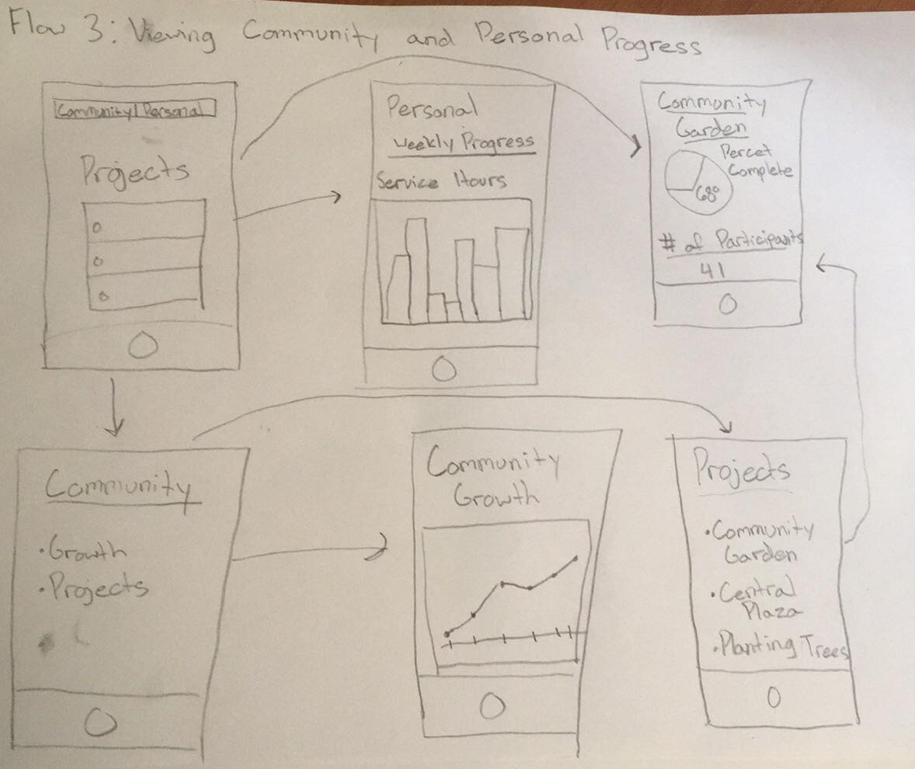 Flow 3: Viewing Community and Personal Progress
Community | Personal
Projects
Personal
Weekly Progress
Service Hours
Community
Garden
Percet
Complete
68%
# of Participants
41
Community
• Growth
• Projects
Community
Growth
Projects
• Community
Garden
• Central
Plaza
• Planting Trees